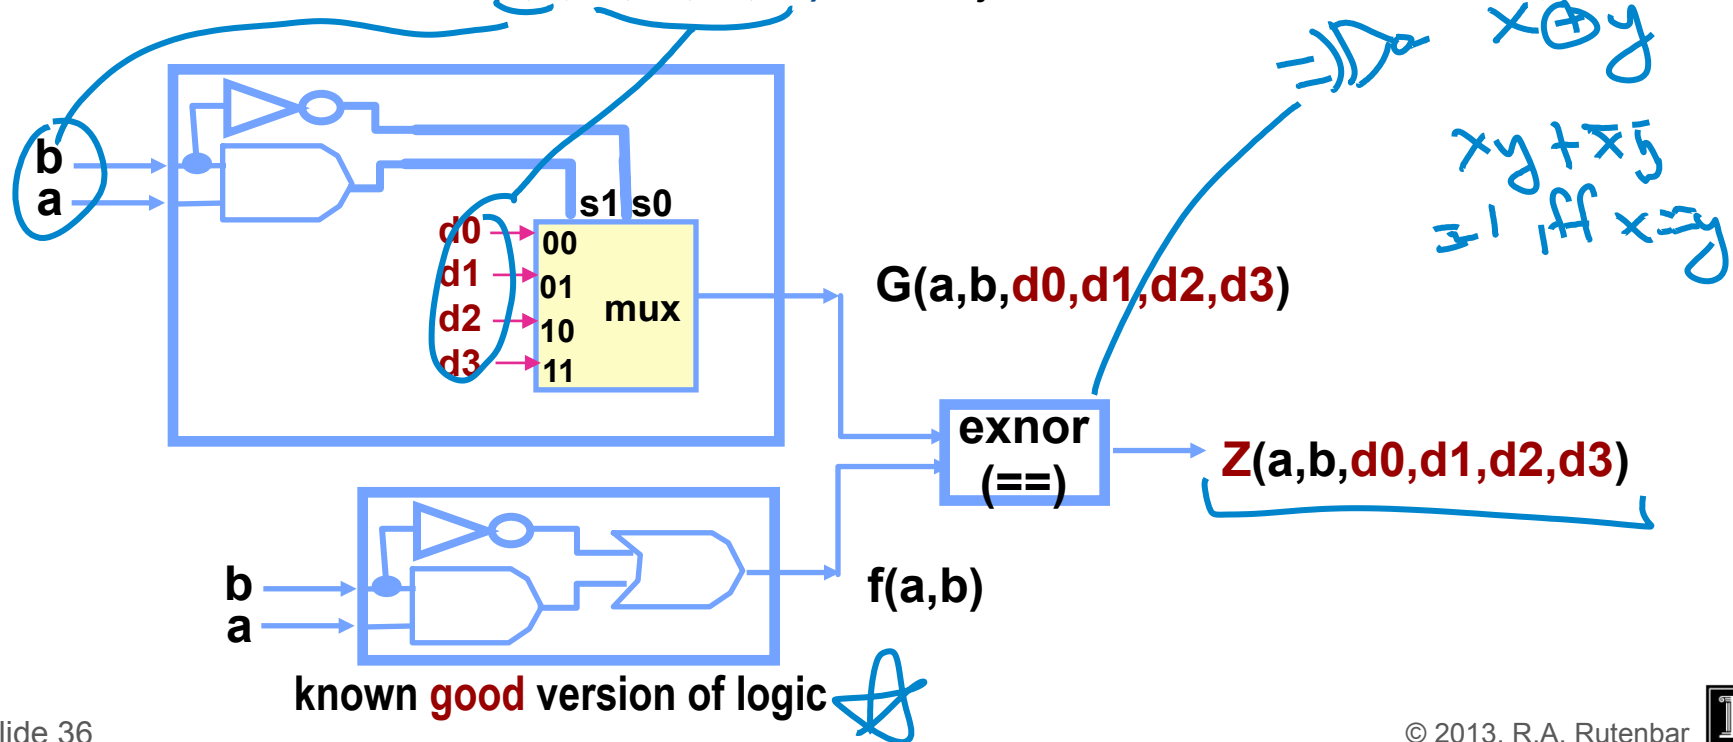 x ⊕ y
b
a
xy + x̅y̅
=1 iff x=y
s1 s0
d0 00
d1 01
d2 10
d3 11
mux
G(a,b,d0,d1,d2,d3)
exnor
(==)
Z(a,b,d0,d1,d2,d3)
b
a
f(a,b)
known good version of logic
lide 36
© 2013, R.A. Rutenbar